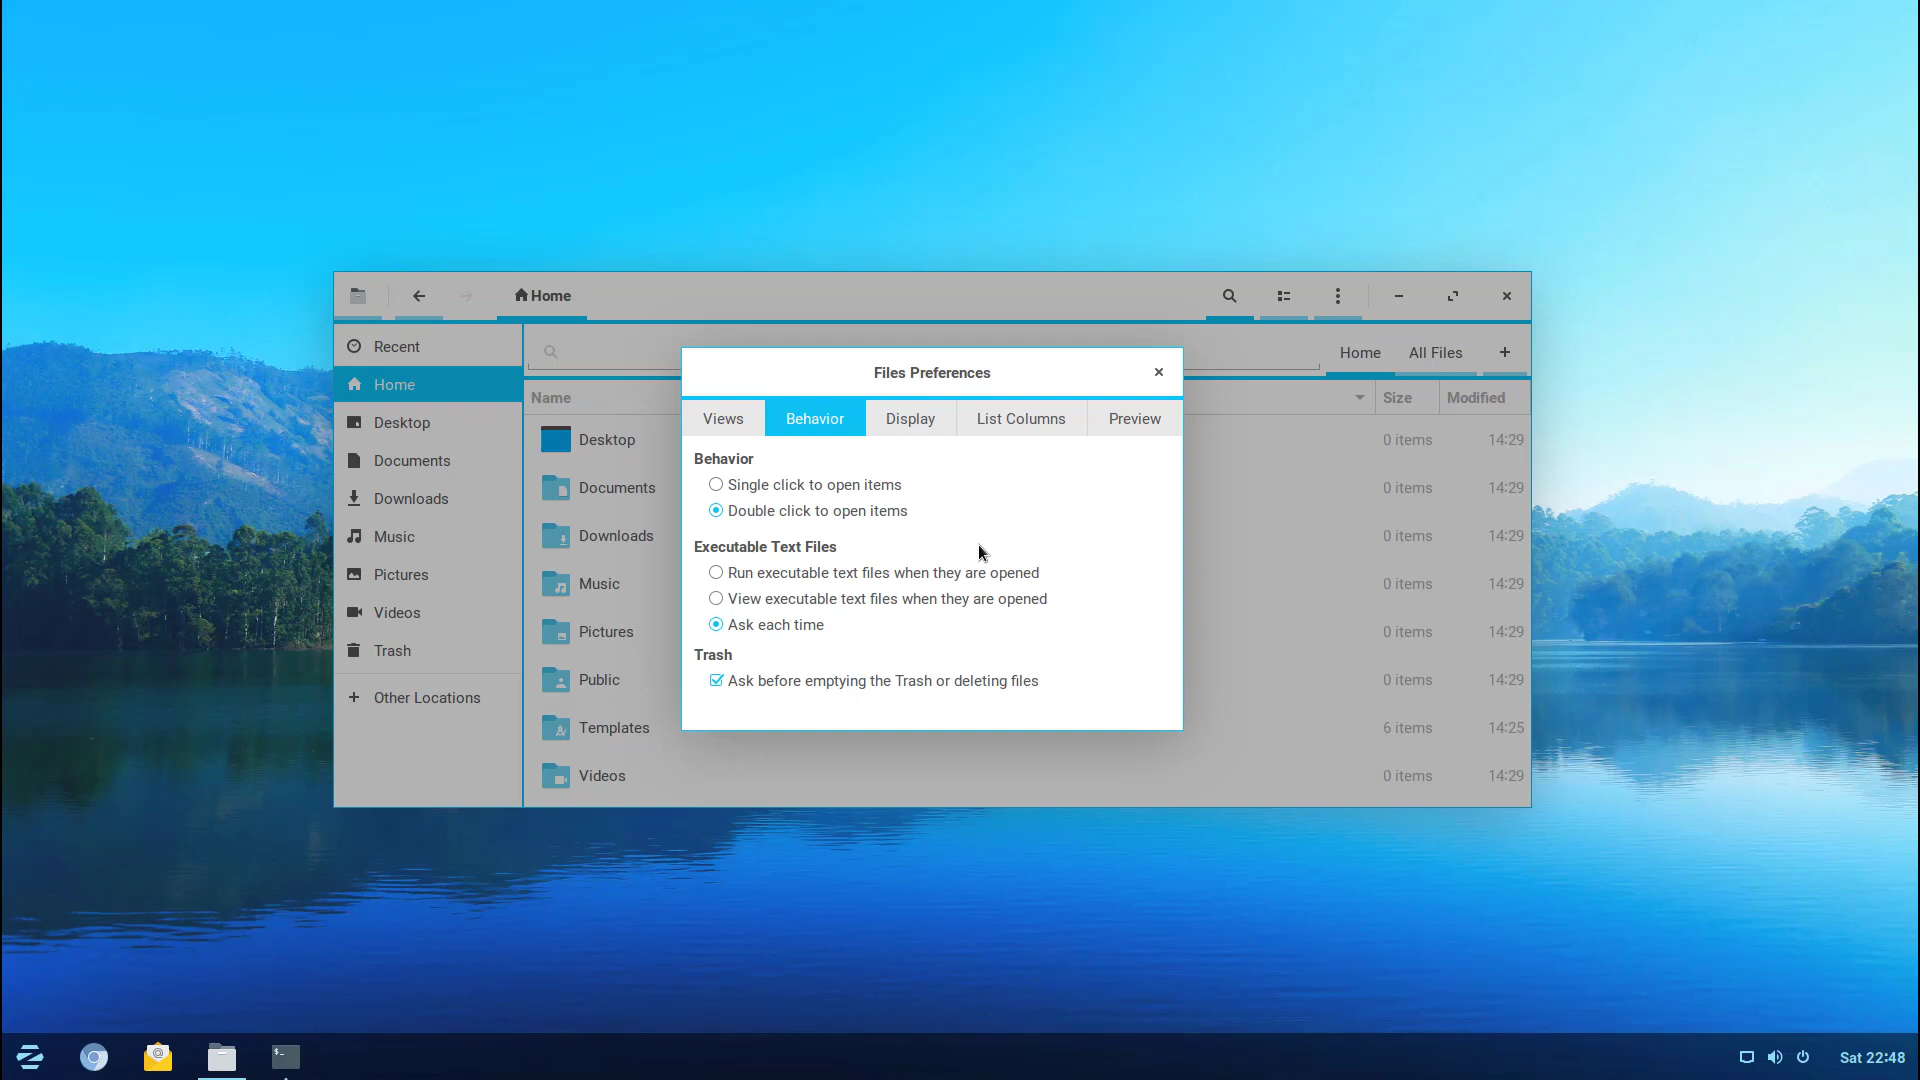 Home
Recent
Home
Desktop
Documents
Downloads
Music
Pictures
Videos
Trash
Other Locations
Home All Files
Name Size Modified
Desktop 0 items 14:29
Documents 0 items 14:29
Downloads 0 items 14:29
Music 0 items 14:29
Pictures 0 items 14:29
Public 0 items 14:29
Templates 6 items 14:25
Videos 0 items 14:29
Files Preferences
Views Behavior Display List Columns Preview
Behavior
Single click to open items
Double click to open items
Executable Text Files
Run executable text files when they are opened
View executable text files when they are opened
Ask each time
Trash
Ask before emptying the Trash or deleting files
Sat 22:48